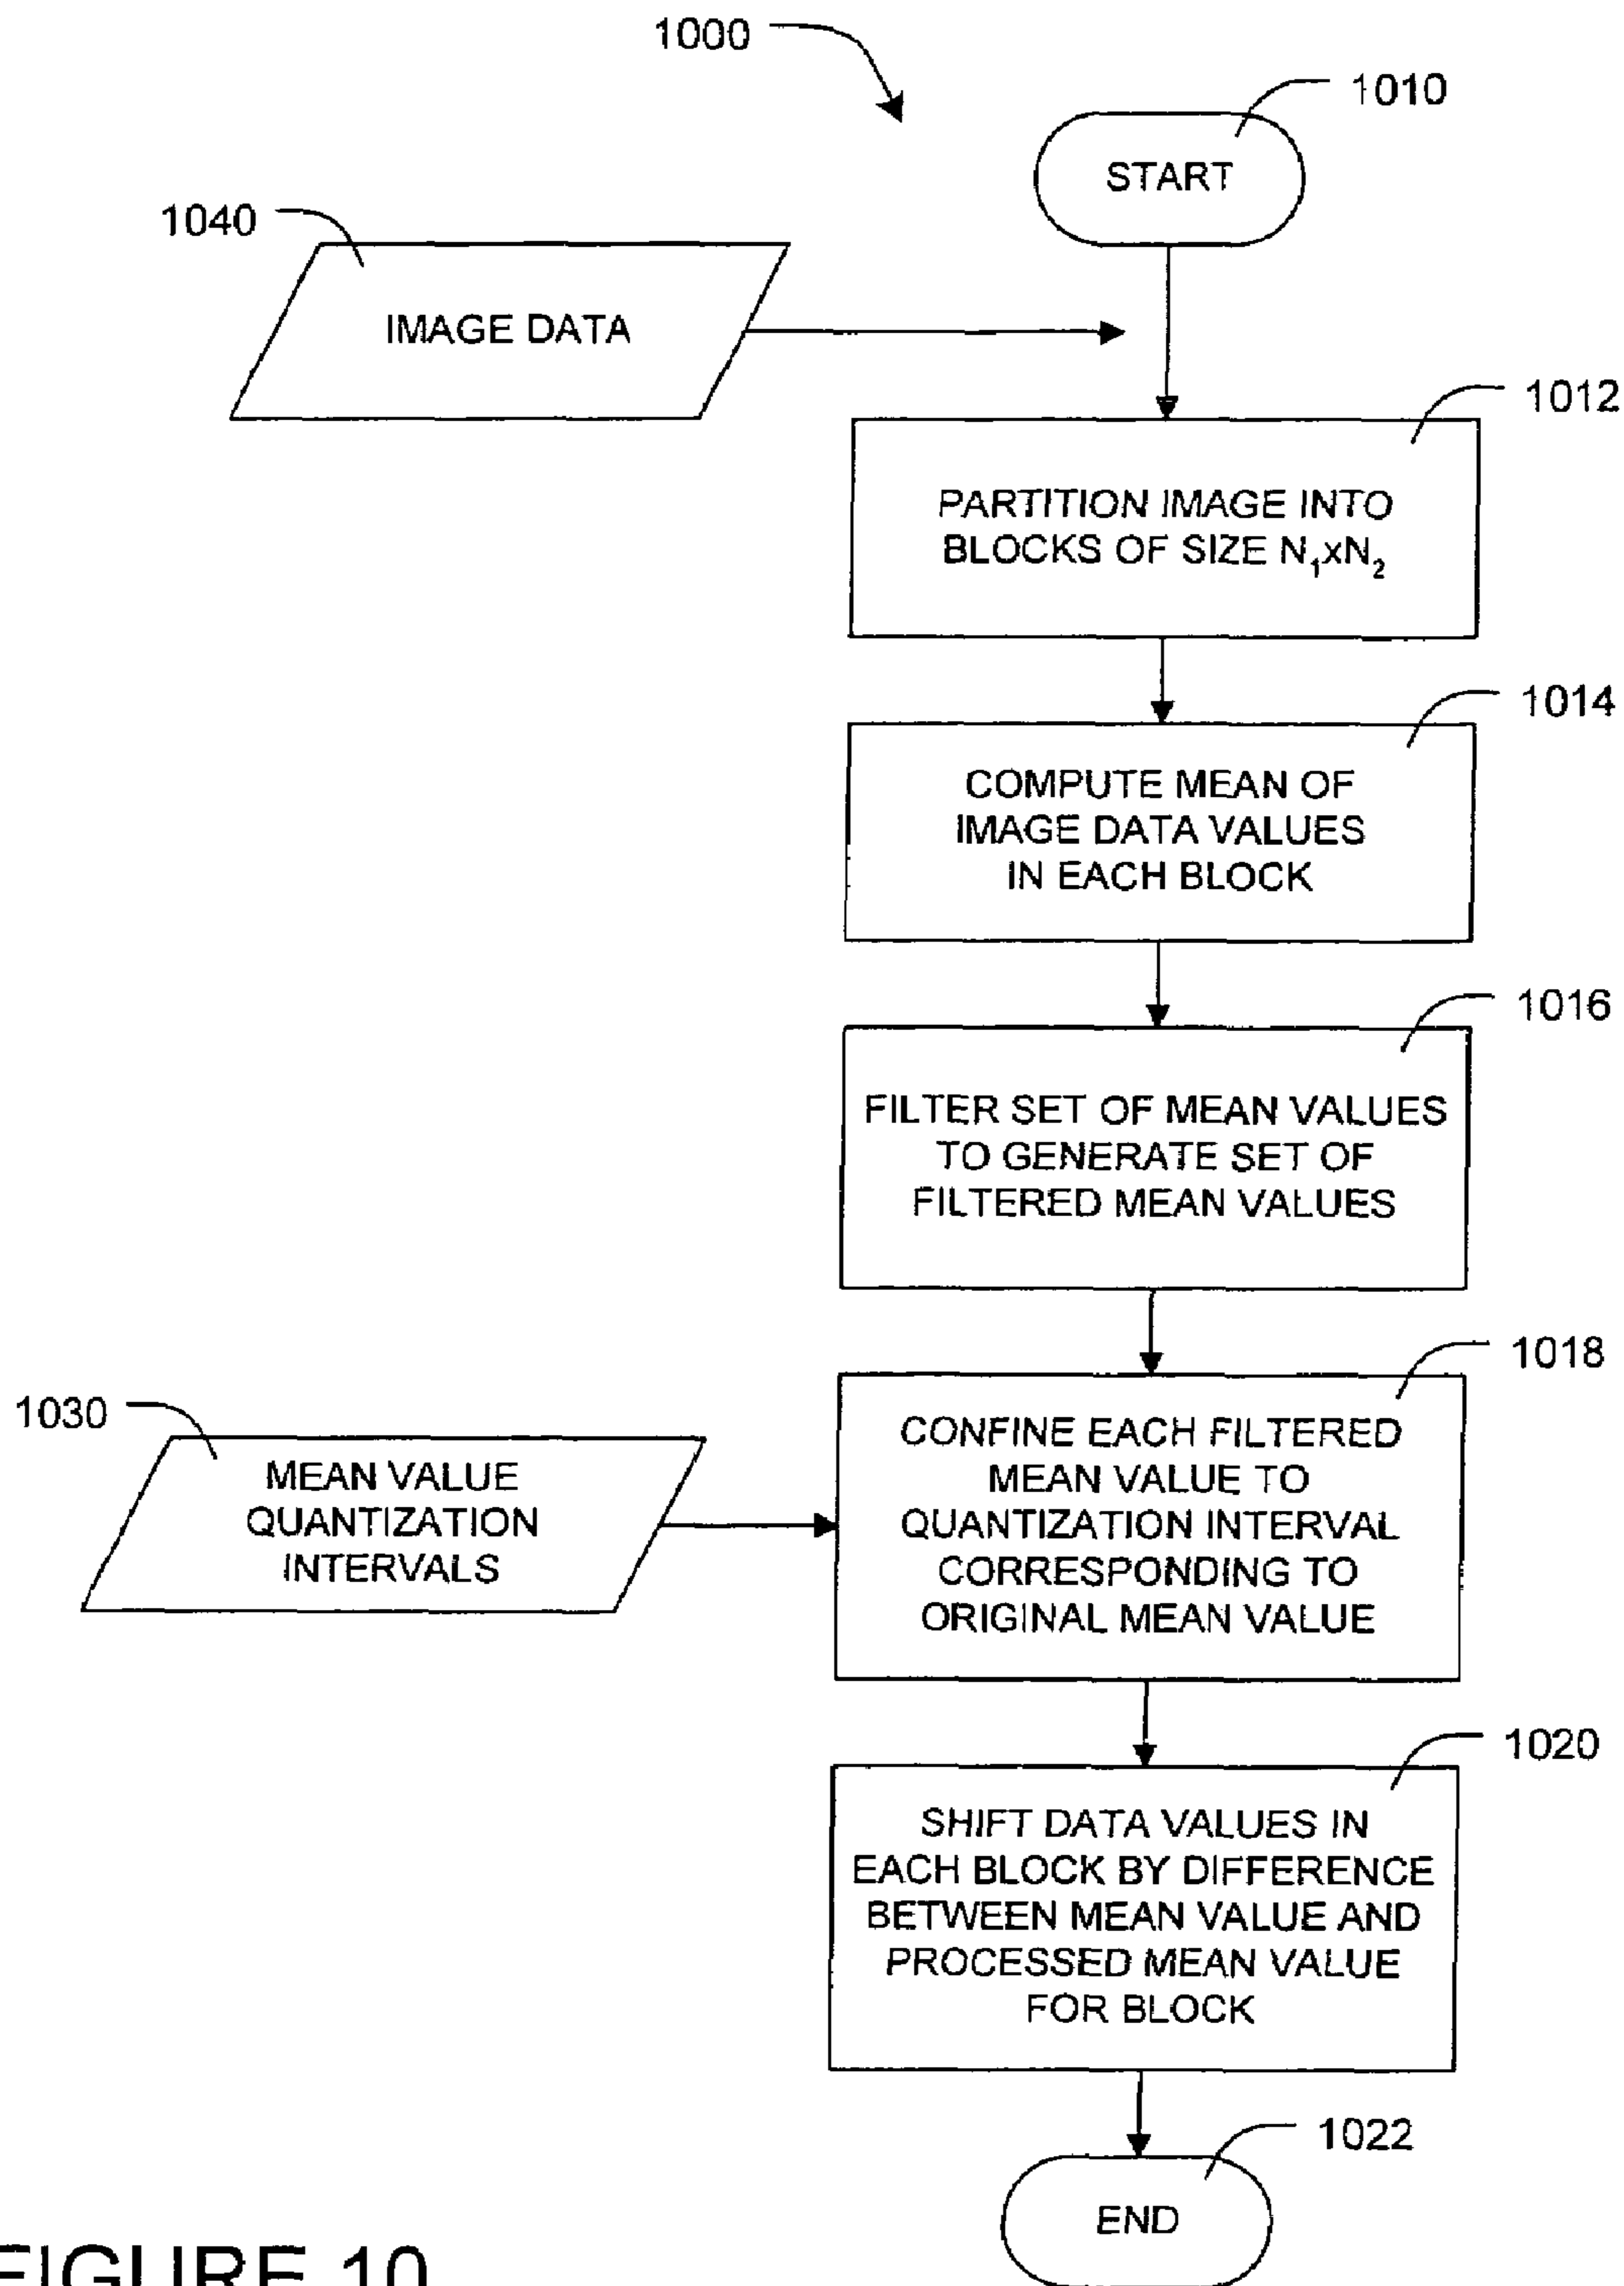 1000
1010
START
1040
IMAGE DATA
1012
PARTITION IMAGE INTO
BLOCKS OF SIZE N₁xN₂
1014
COMPUTE MEAN OF
IMAGE DATA VALUES
IN EACH BLOCK
1016
FILTER SET OF MEAN VALUES
TO GENERATE SET OF
FILTERED MEAN VALUES
1018
CONFINE EACH FILTERED
MEAN VALUE TO
QUANTIZATION INTERVAL
CORRESPONDING TO
ORIGINAL MEAN VALUE
1030
MEAN VALUE
QUANTIZATION
INTERVALS
1020
SHIFT DATA VALUES IN
EACH BLOCK BY DIFFERENCE
BETWEEN MEAN VALUE AND
PROCESSED MEAN VALUE
FOR BLOCK
1022
END
FIGURE 10